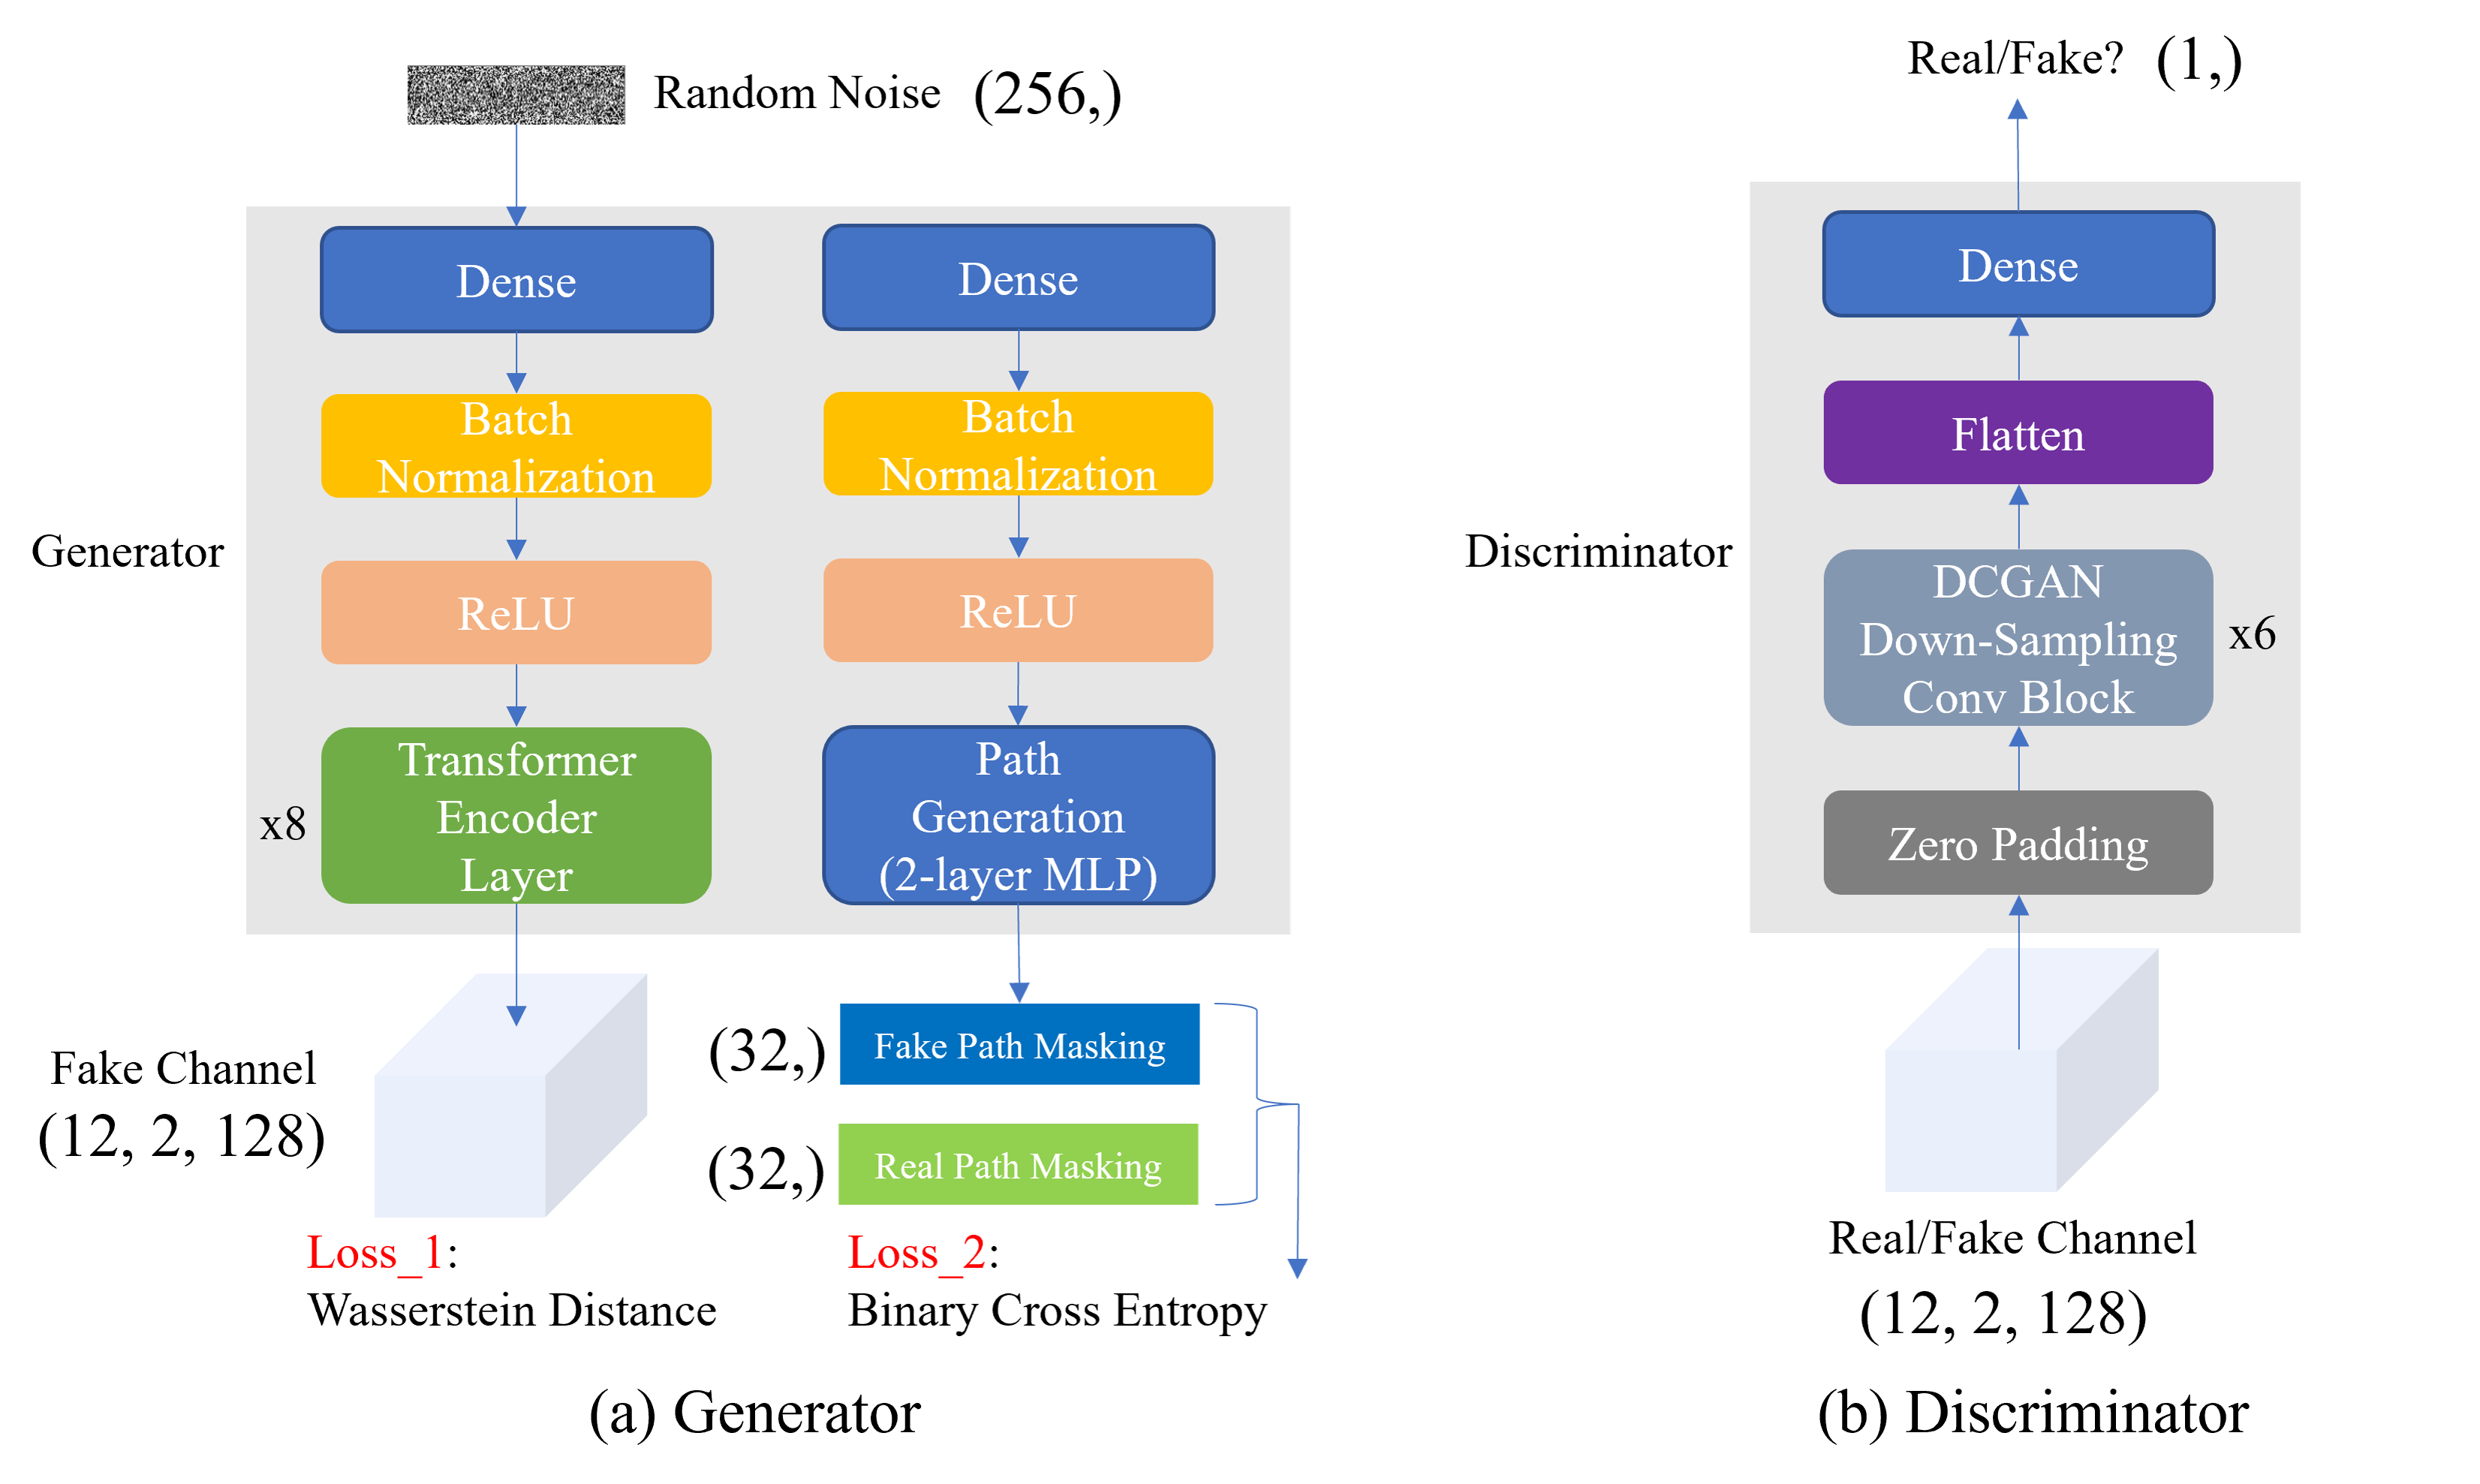 Random Noise (256,)
Generator
Dense
Batch
Normalization
ReLU
x8
Transformer
Encoder
Layer
Dense
Batch
Normalization
ReLU
Path
Generation
(2-layer MLP)
Fake Channel
(12, 2, 128)
(32,)
Fake Path Masking
(32,)
Real Path Masking
Loss_1:
Wasserstein Distance
Loss_2:
Binary Cross Entropy
(a) Generator
Real/Fake? (1,)
Discriminator
Dense
Flatten
DCGAN
Down-Sampling
Conv Block
x6
Zero Padding
Real/Fake Channel
(12, 2, 128)
(b) Discriminator